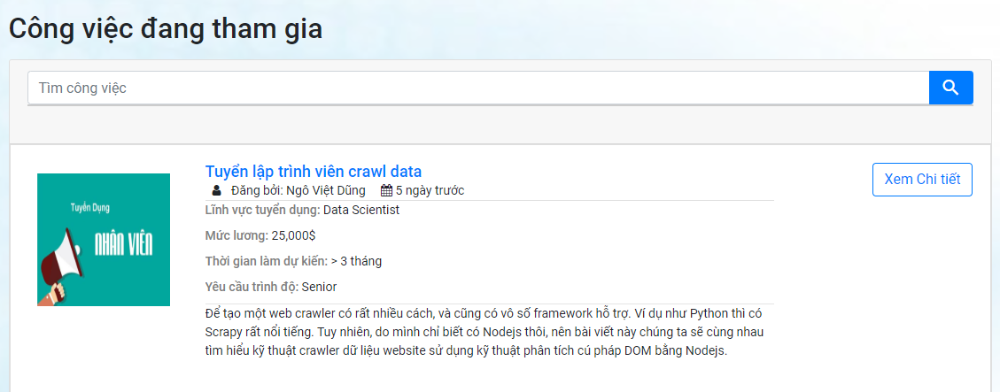 Công việc đang tham gia
Tìm công việc
Tuyển Dụng
NHÂN VIÊN
Tuyển lập trình viên crawl data
Xem Chi tiết
Đăng bởi: Ngô Việt Dũng 5 ngày trước
Lĩnh vực tuyển dụng: Data Scientist
Mức lương: 25,000$
Thời gian làm dự kiến: > 3 tháng
Yêu cầu trình độ: Senior
Để tạo một web crawler có rất nhiều cách, và cũng có vô số framework hỗ trợ. Ví dụ như Python thì có
Scrapy rất nổi tiếng. Tuy nhiên, do mình chỉ biết có Nodejs thôi, nên bài viết này chúng ta sẽ cùng nhau
tìm hiểu kỹ thuật crawler dữ liệu website sử dụng kỹ thuật phân tích cú pháp DOM bằng Nodejs.